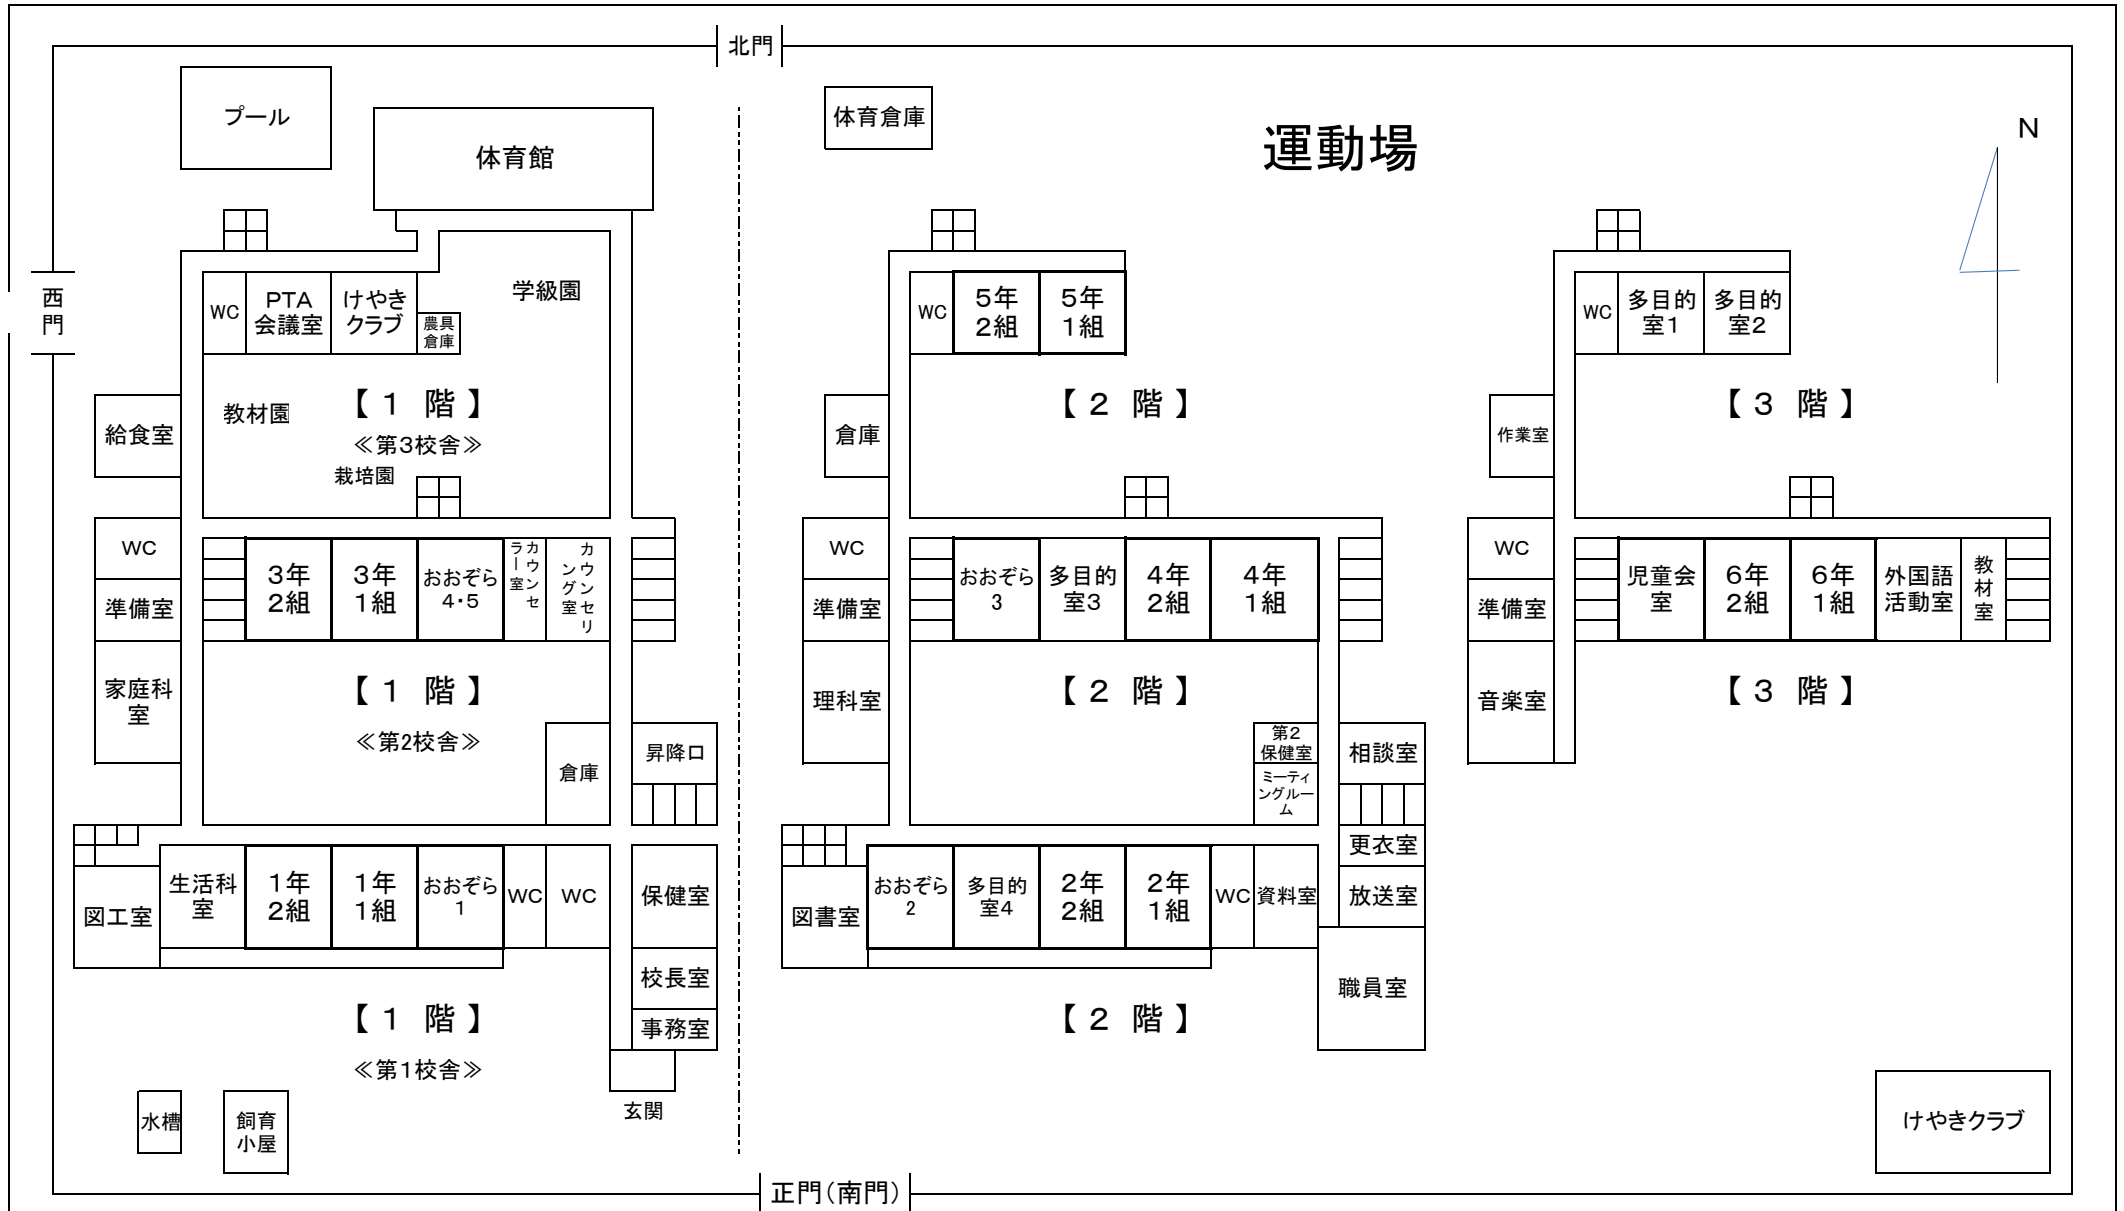 北門
プール
体育館
体育倉庫
運動場
N
西
門
学級園
WC
PTA
会議室
けやき
クラブ
農具
倉庫
WC
5年
2組
5年
1組
WC
多目的
室1
多目的
室2
給食室
教材園
【 1 階 】
≪第3校舎≫
栽培園
倉庫
【 2 階 】
作業室
【 3 階 】
WC
準備室
家庭科
室
3年
2組
3年
1組
おおぞら
4・5
カウンセ
ラー室
カウンセリ
ング室
WC
準備室
理科室
おおぞら
3
多目的
室3
4年
2組
4年
1組
WC
準備室
音楽室
児童会
室
6年
2組
6年
1組
外国語
活動室
教
材
室
【 1 階 】
≪第2校舎≫
倉庫
昇降口
【 2 階 】
第2
保健室
ミーティ
ングルー
ム
相談室
【 3 階 】
図工室
生活科
室
1年
2組
1年
1組
おおぞら
1
WC
WC
保健室
校長室
事務室
図書室
おおぞら
2
多目的
室4
2年
2組
2年
1組
WC
資料室
更衣室
放送室
職員室
【 1 階 】
≪第1校舎≫
【 2 階 】
水槽
飼育
小屋
玄関
けやきクラブ
正門(南門)